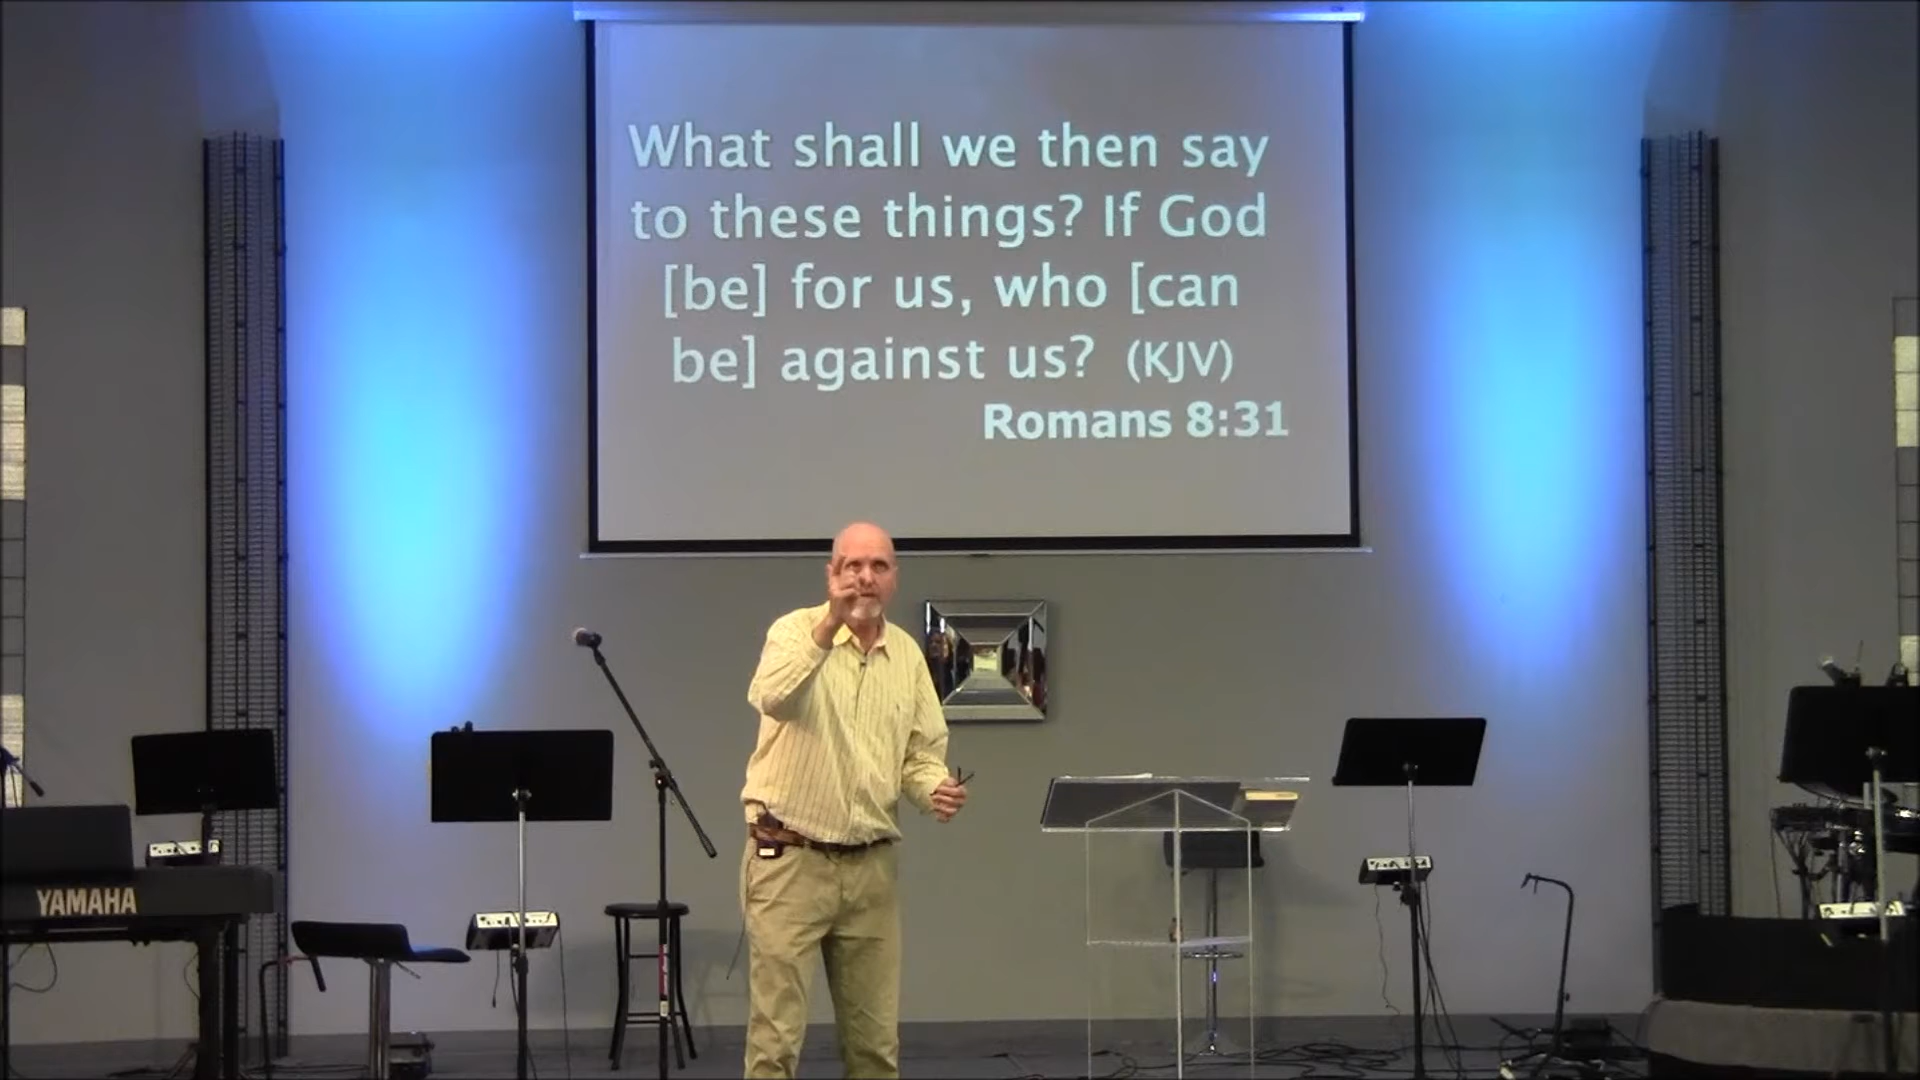 What shall we then say
to these things? If God
[be] for us, who [can
be] against us? (KJV)
Romans 8:31
YAMAHA